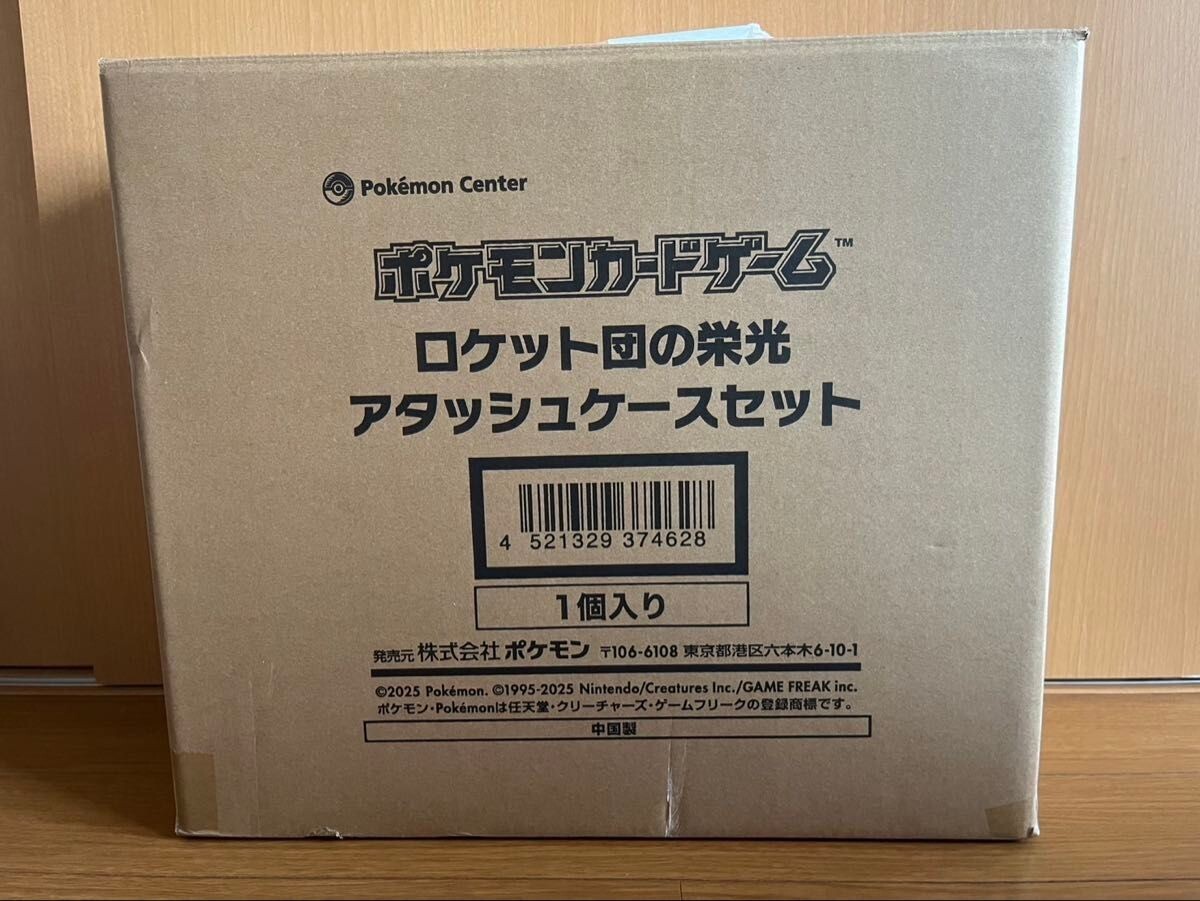 Pokémon Center
ポケモンカードゲーム™
ロケット団の栄光
アタッシュケースセット
4 521329 374628
1個入り
発売元 株式会社 ポケモン 〒106-6108 東京都港区六本木6-10-1
©2025 Pokémon. ©1995-2025 Nintendo/Creatures Inc./GAME FREAK inc.
ポケモン・Pokémonは任天堂・クリーチャーズ・ゲームフリークの登録商標です。
中国製